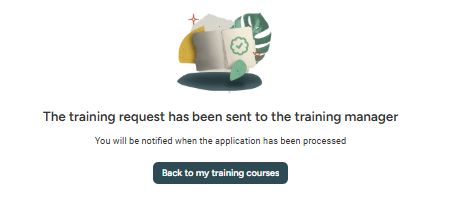 The training request has been sent to the training manager
You will be notified when the application has been processed
Back to my training courses